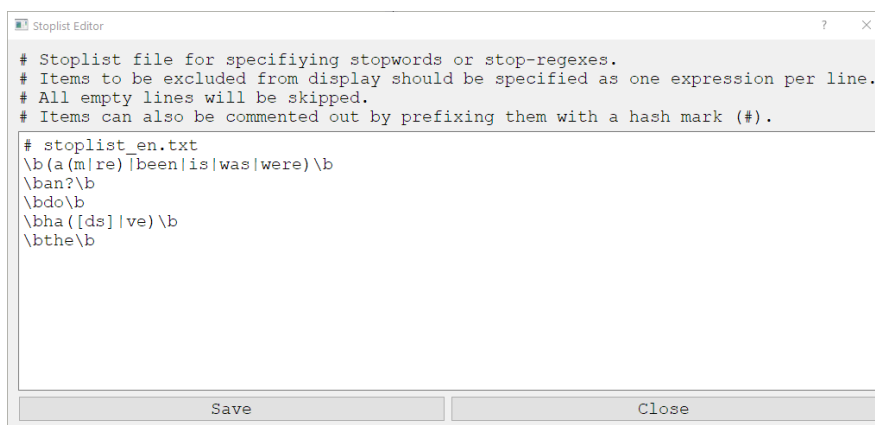 Stoplist Editor
?
# Stoplist file for specifiying stopwords or stop-regexes.
# Items to be excluded from display should be specified as one expression per line.
# All empty lines will be skipped.
# Items can also be commented out by prefixing them with a hash mark (#).
# stoplist_en.txt
\b(a(m|re)|been|is|was|were)\b
\ban?\b
\bdo\b
\bha([ds]|ve)\b
\bthe\b
Save
Close